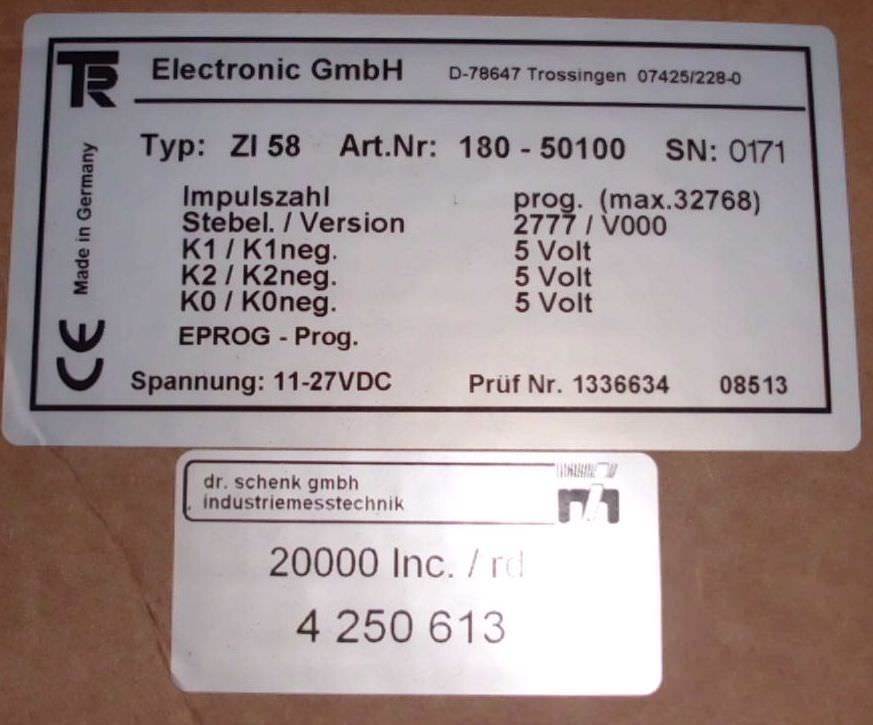 TR Electronic GmbH D-78647 Trossingen 07425/228-0
Typ: ZI 58 Art.Nr: 180 - 50100 SN: 0171
Impulszahl prog. (max.32768)
Stebel. / Version 2777 / V000
K1 / K1neg. 5 Volt
K2 / K2neg. 5 Volt
K0 / K0neg. 5 Volt
EPROG - Prog.
Spannung: 11-27VDC Prüf Nr. 1336634 08513
Made in Germany
CE
dr. schenk gmbh
industriemesstechnik
20000 Inc. / rd
4 250 613